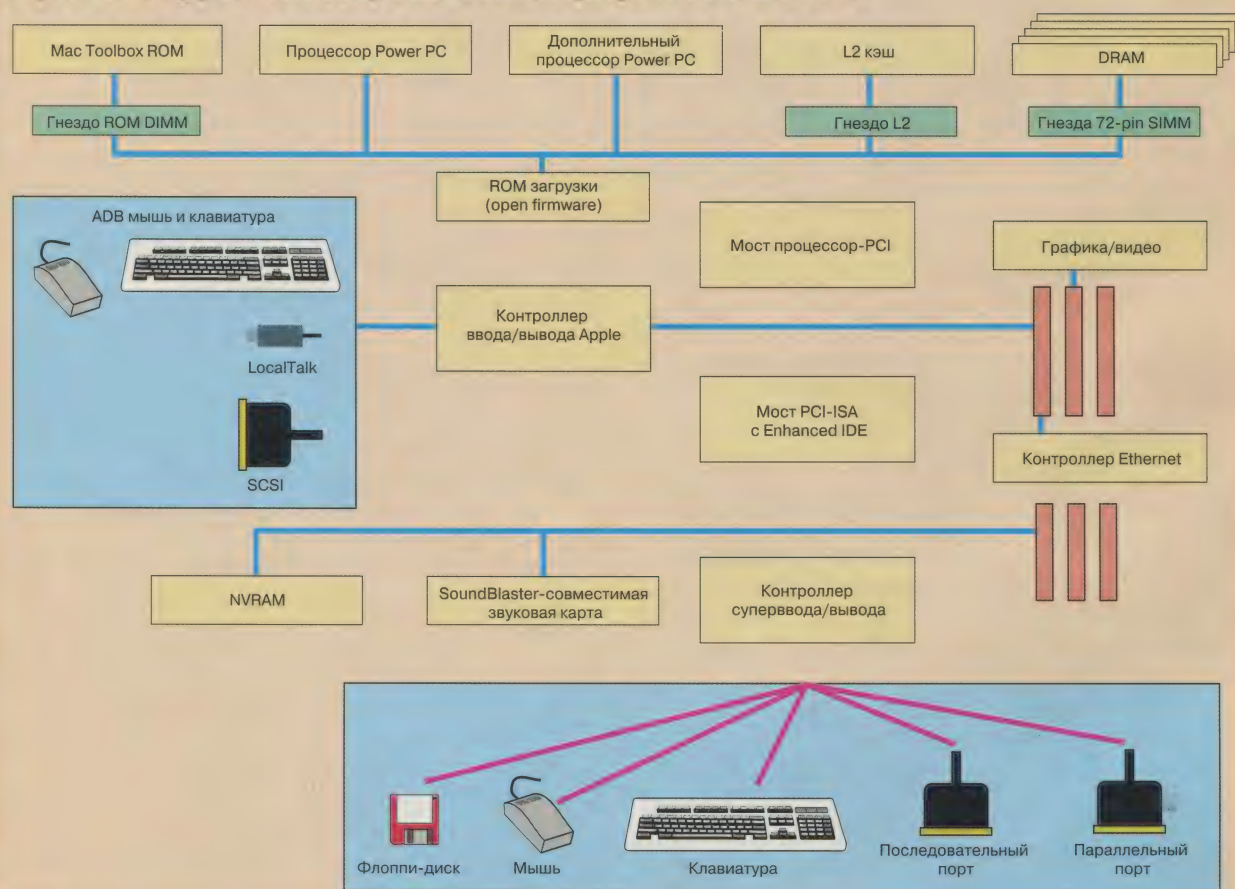 Mac Toolbox ROM
Процессор Power PC
Дополнительный
процессор Power PC
L2 кэш
DRAM
Гнездо ROM DIMM
Гнездо L2
Гнезда 72-pin SIMM
ROM загрузки
(open firmware)
ADB мышь и клавиатура
Мост процессор-PCI
Графика/видео
Контроллер
ввода/вывода Apple
LocalTalk
Мост PCI-ISA
с Enhanced IDE
Контроллер Ethernet
SCSI
NVRAM
SoundBlaster-совместимая
звуковая карта
Контроллер
суперввода/вывода
Флоппи-диск
Мышь
Клавиатура
Последовательный
порт
Параллельный
порт